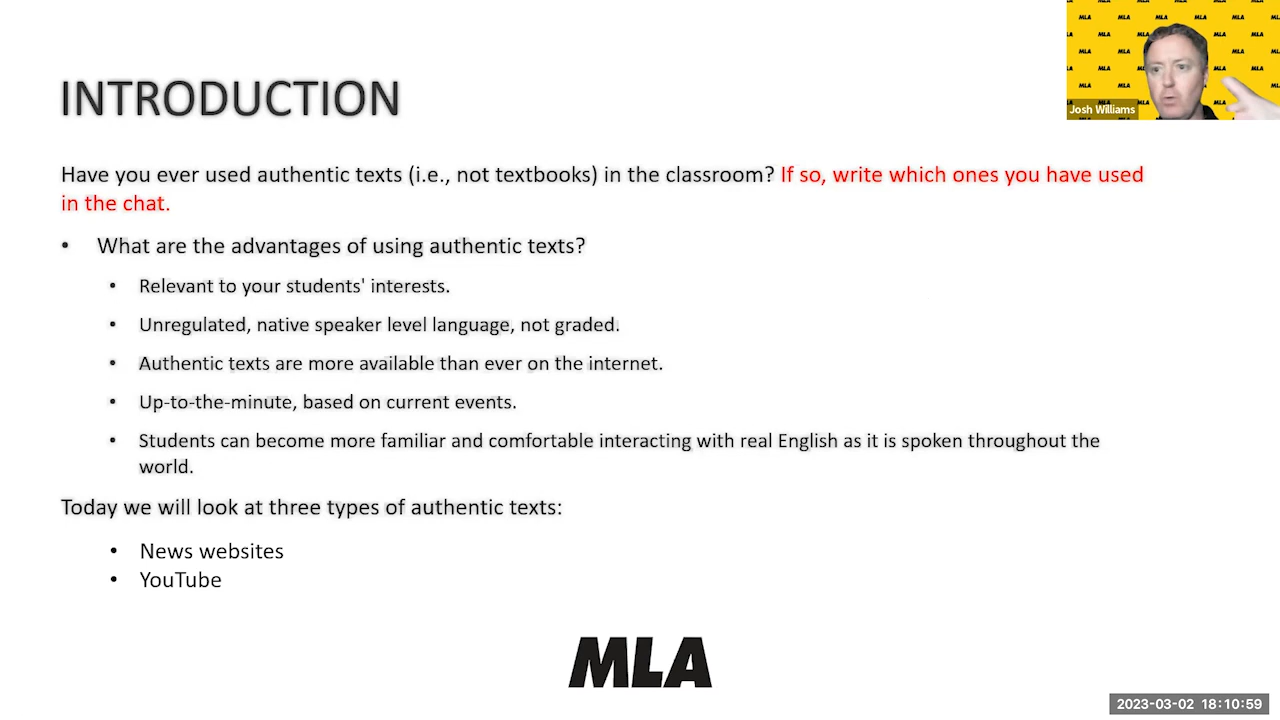 INTRODUCTION
Josh Williams
Have you ever used authentic texts (i.e., not textbooks) in the classroom? If so, write which ones you have used
in the chat.
• What are the advantages of using authentic texts?
• Relevant to your students' interests.
• Unregulated, native speaker level language, not graded.
• Authentic texts are more available than ever on the internet.
• Up-to-the-minute, based on current events.
• Students can become more familiar and comfortable interacting with real English as it is spoken throughout the
world.
Today we will look at three types of authentic texts:
• News websites
• YouTube
MLA
2023-03-02 18:10:59